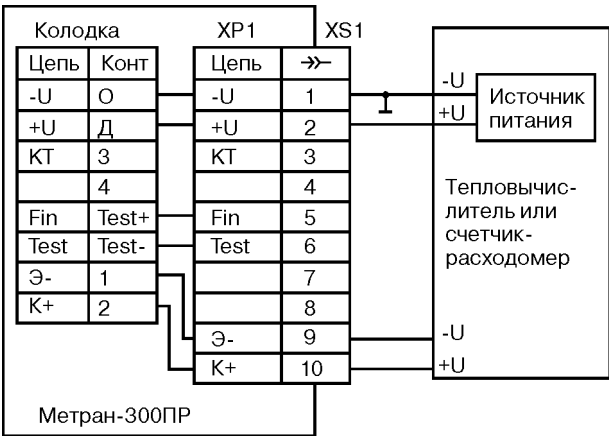 Колодка XP1 XS1
Цепь Конт Цепь
-U О -U 1 -U Источник питания
+U Д +U 2 +U
КТ 3 КТ 3
4 4
Fin Test+ Fin 5
Test Test- Test 6
Э- 1 7
К+ 2 8
Э- 9 -U
К+ 10 +U
Тепловычис-
литель или
счетчик-
расходомер
Метран-300ПР